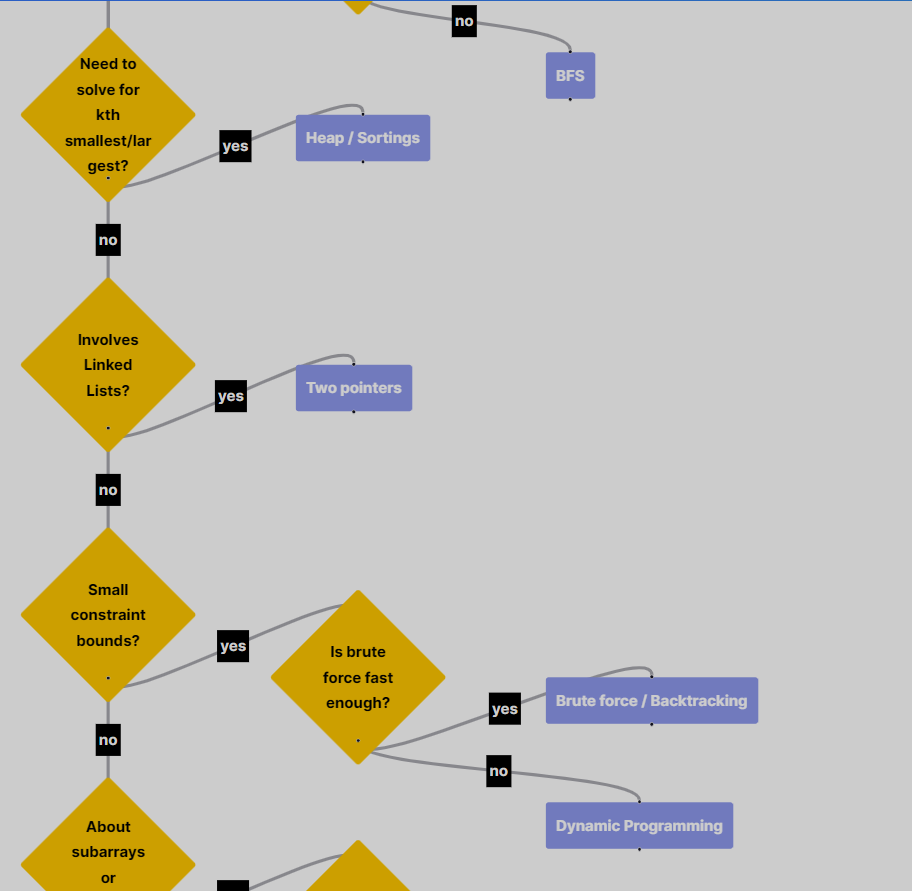 no
BFS
Need to
solve for
kth
smallest/lar
gest?
yes
Heap / Sortings
no
Involves
Linked
Lists?
yes
Two pointers
no
Small
constraint
bounds?
yes
Is brute
force fast
enough?
yes
Brute force / Backtracking
no
no
Dynamic Programming
About
subarrays
or